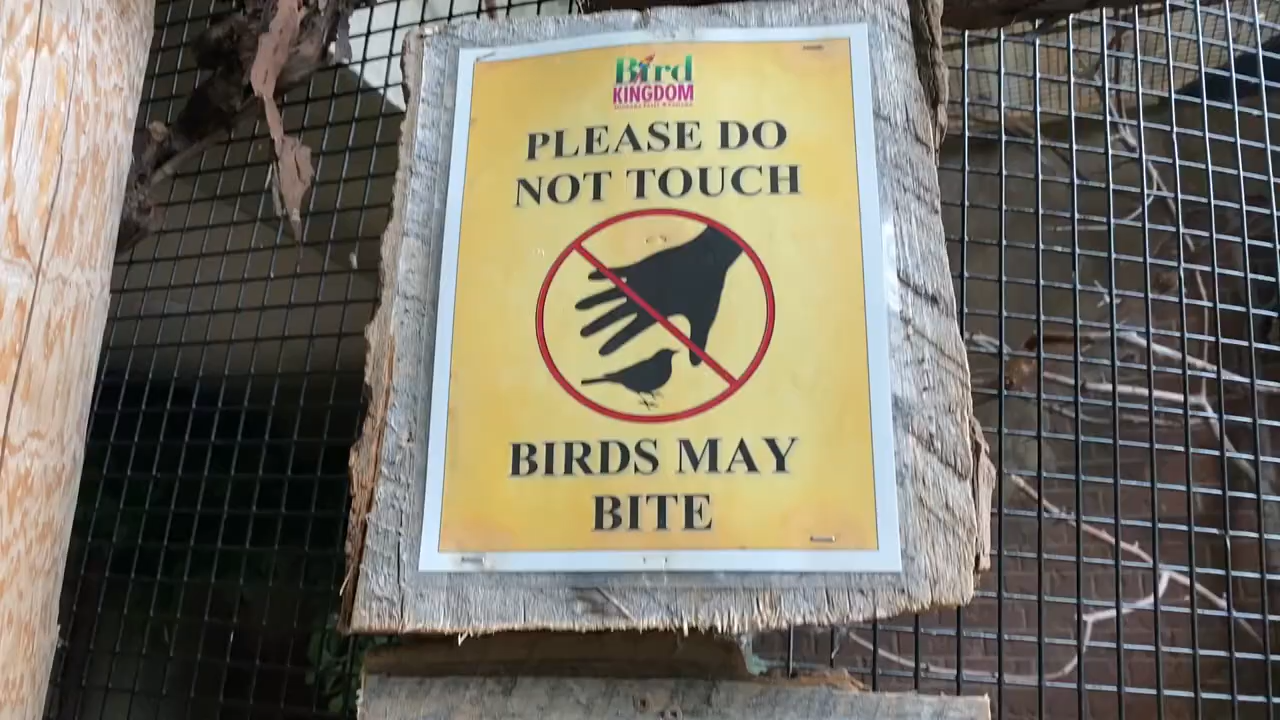 Bird
KINGDOM
PLEASE DO
NOT TOUCH
BIRDS MAY
BITE